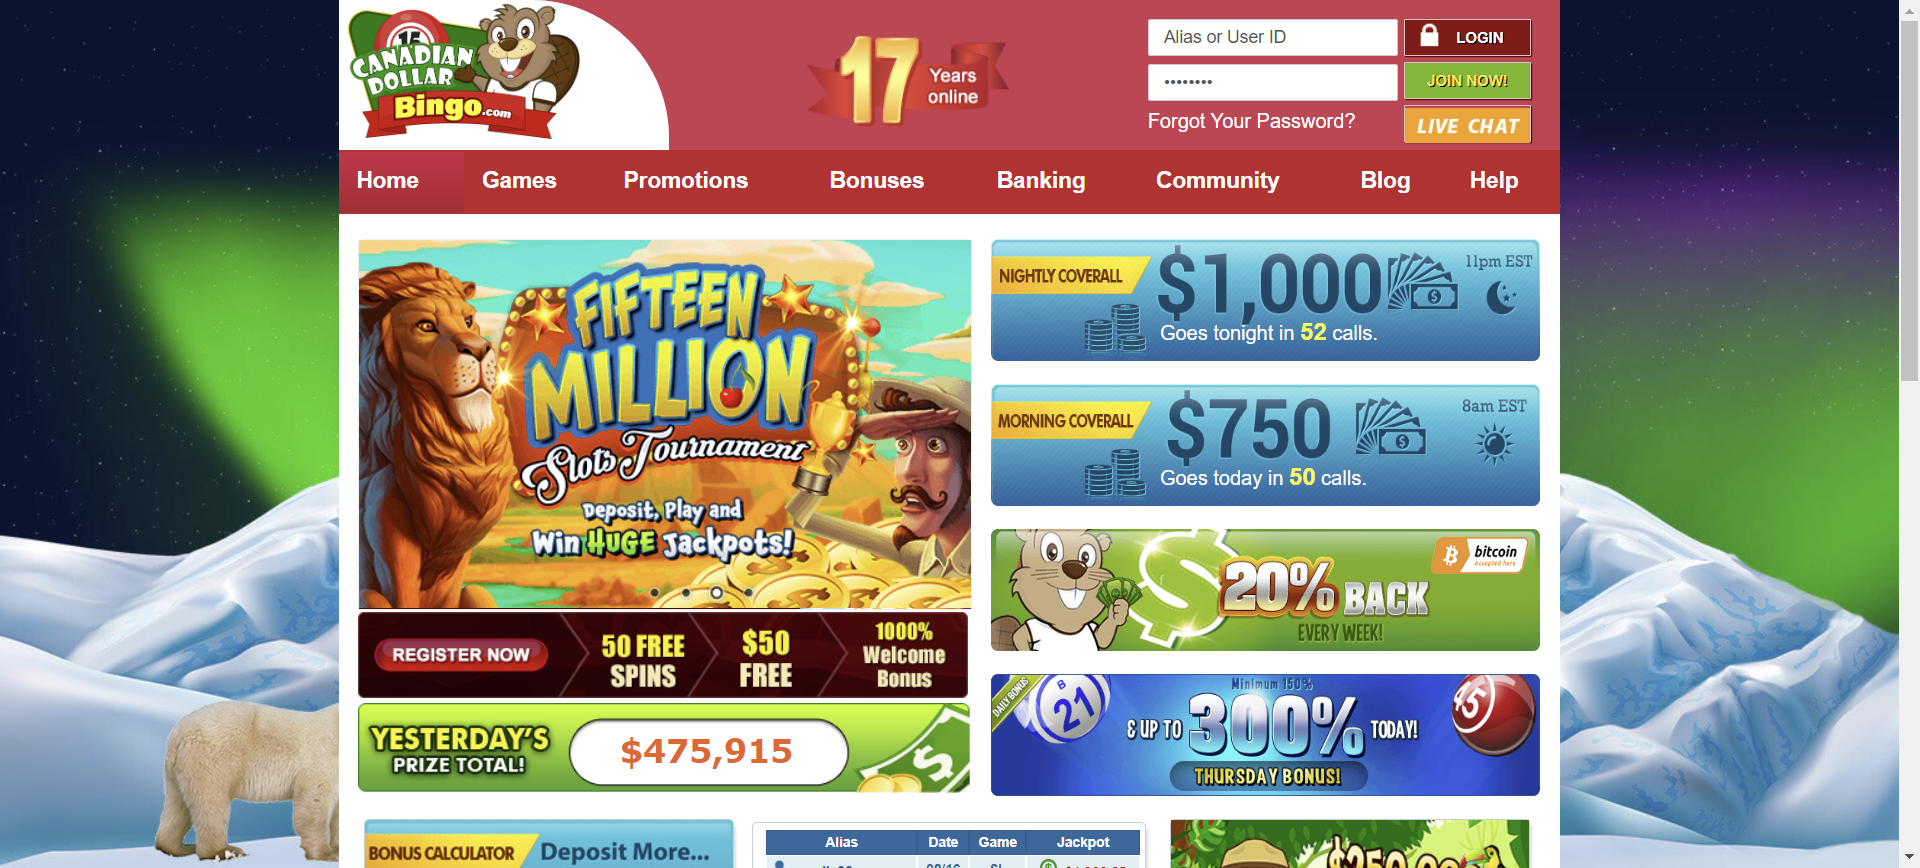 15
CANADIAN
DOLLAR
Bingo.com
17
Years
online
Alias or User ID
LOGIN
••••••••
JOIN NOW!
Forgot Your Password?
LIVE CHAT
Home
Games
Promotions
Bonuses
Banking
Community
Blog
Help
FIFTEEN
MILLION
Slots Tournament
Deposit, Play and
Win HUGE Jackpots!
REGISTER NOW
50 FREE
SPINS
$50
FREE
1000%
Welcome
Bonus
YESTERDAY'S
PRIZE TOTAL!
$475,915
NIGHTLY COVERALL
$1,000
11pm EST
Goes tonight in 52 calls.
MORNING COVERALL
$750
8am EST
Goes today in 50 calls.
20% BACK
EVERY WEEK!
bitcoin
Accepted here
DAILY BONUS
B
21
Minimum 150%
& UP TO 300% TODAY!
THURSDAY BONUS!
45
BONUS CALCULATOR
Deposit More...
Alias
Date
Game
Jackpot